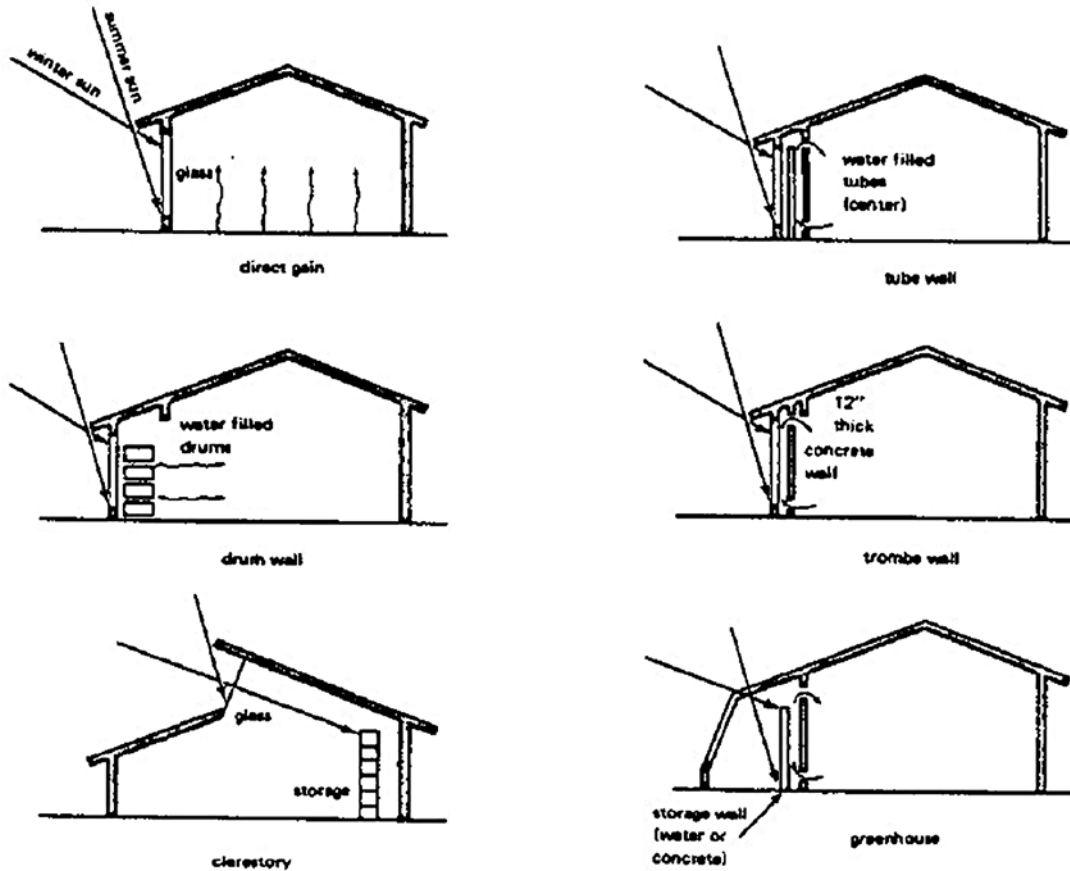 winter sun
summer sun
glass
direct gain
water filled
tubes
(center)
tube wall
water filled
drums
drum wall
12"
thick
concrete
wall
trombe wall
glass
storage
clerestory
storage wall
(water or
concrete)
greenhouse